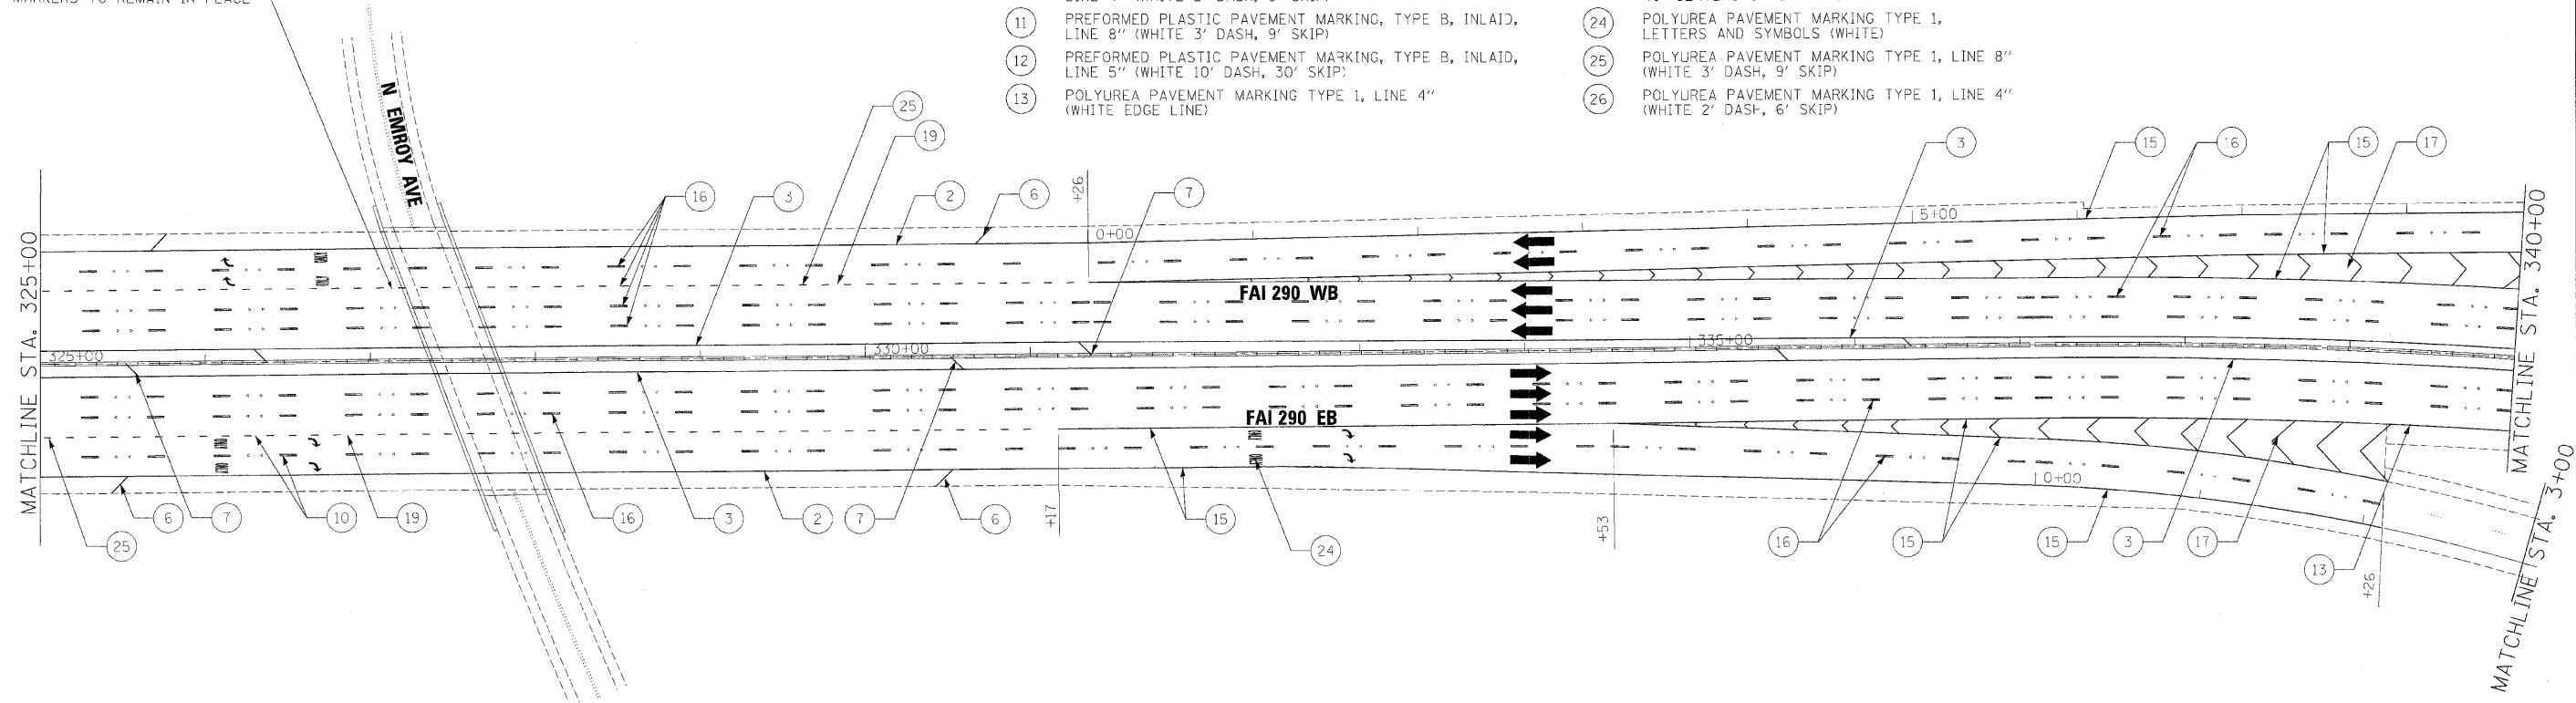 MARKERS TO REMAIN IN PLACE
11 PREFORMED PLASTIC PAVEMENT MARKING, TYPE B, INLAID,
LINE 8" (WHITE 3' DASH, 9' SKIP)
12 PREFORMED PLASTIC PAVEMENT MARKING, TYPE B, INLAID,
LINE 5" (WHITE 10' DASH, 30' SKIP)
13 POLYUREA PAVEMENT MARKING TYPE 1, LINE 4"
(WHITE EDGE LINE)
24 POLYUREA PAVEMENT MARKING TYPE 1,
LETTERS AND SYMBOLS (WHITE)
25 POLYUREA PAVEMENT MARKING TYPE 1, LINE 8"
(WHITE 3' DASH, 9' SKIP)
26 POLYUREA PAVEMENT MARKING TYPE 1, LINE 4"
(WHITE 2' DASH, 6' SKIP)
N EMROY AVE
25
19
16
3
2
6
+26
7
3
15
16
15
17
0+00
5+00
MATCHLINE STA. 325+00
FAI 290 WB
MATCHLINE STA. 340+00
325+00
330+00
335+00
FAI 290 EB
0+00
25
6
7
10
19
16
3
2
7
6
+17
15
24
+53
16
15
15
3
17
13
+26
MATCHLINE STA. 3+00